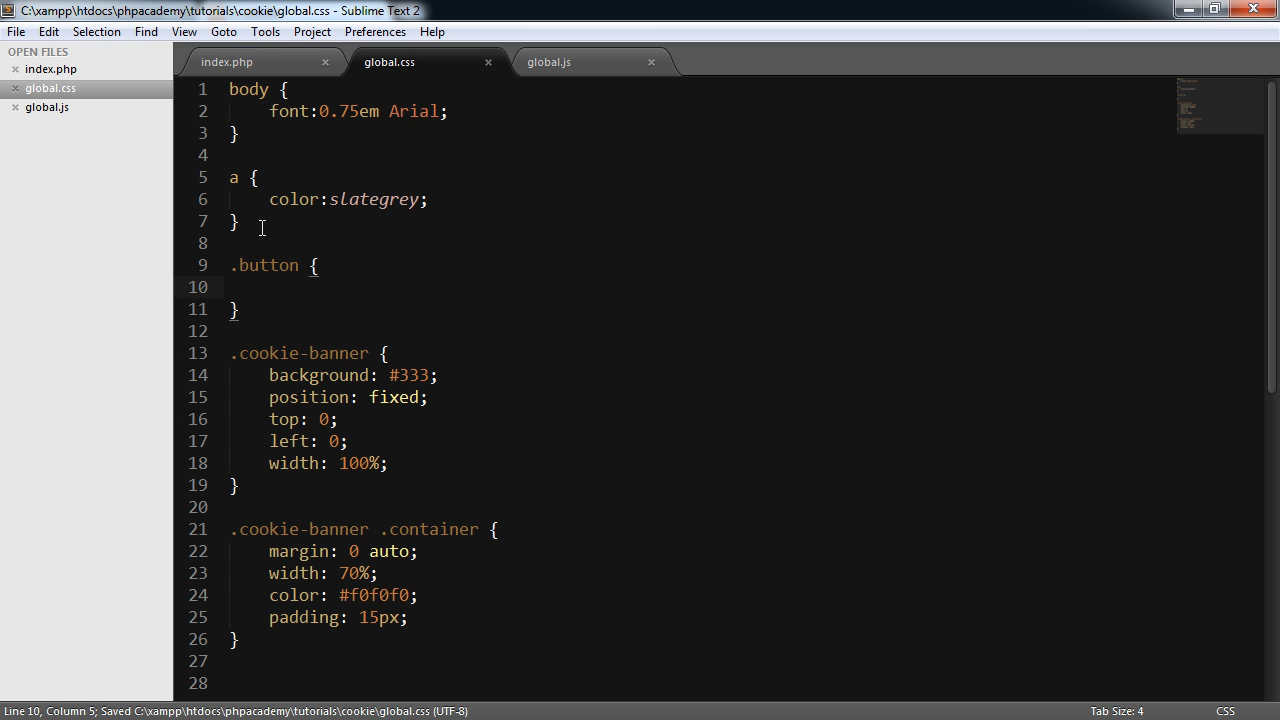 C:\xampp\htdocs\phpacademy\tutorials\cookie\global.css - Sublime Text 2
File Edit Selection Find View Goto Tools Project Preferences Help
OPEN FILES
index.php
global.css
global.js
index.php global.css global.js
1 body {
2 font:0.75em Arial;
3 }
4
5 a {
6 color:slategrey;
7 }
8
9 .button {
10
11 }
12
13 .cookie-banner {
14 background: #333;
15 position: fixed;
16 top: 0;
17 left: 0;
18 width: 100%;
19 }
20
21 .cookie-banner .container {
22 margin: 0 auto;
23 width: 70%;
24 color: #f0f0f0;
25 padding: 15px;
26 }
27
28
Line 10, Column 5; Saved C:\xampp\htdocs\phpacademy\tutorials\cookie\global.css (UTF-8) Tab Size: 4 CSS